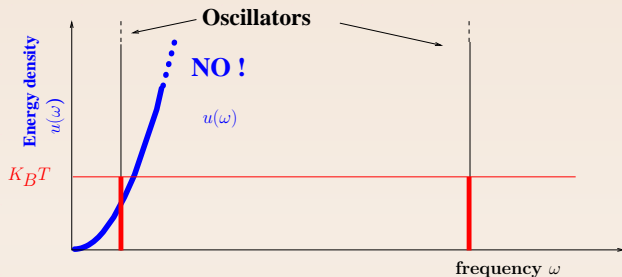 Oscillators
NO !
Energy density
u(ω)
u(ω)
K_BT
frequency ω